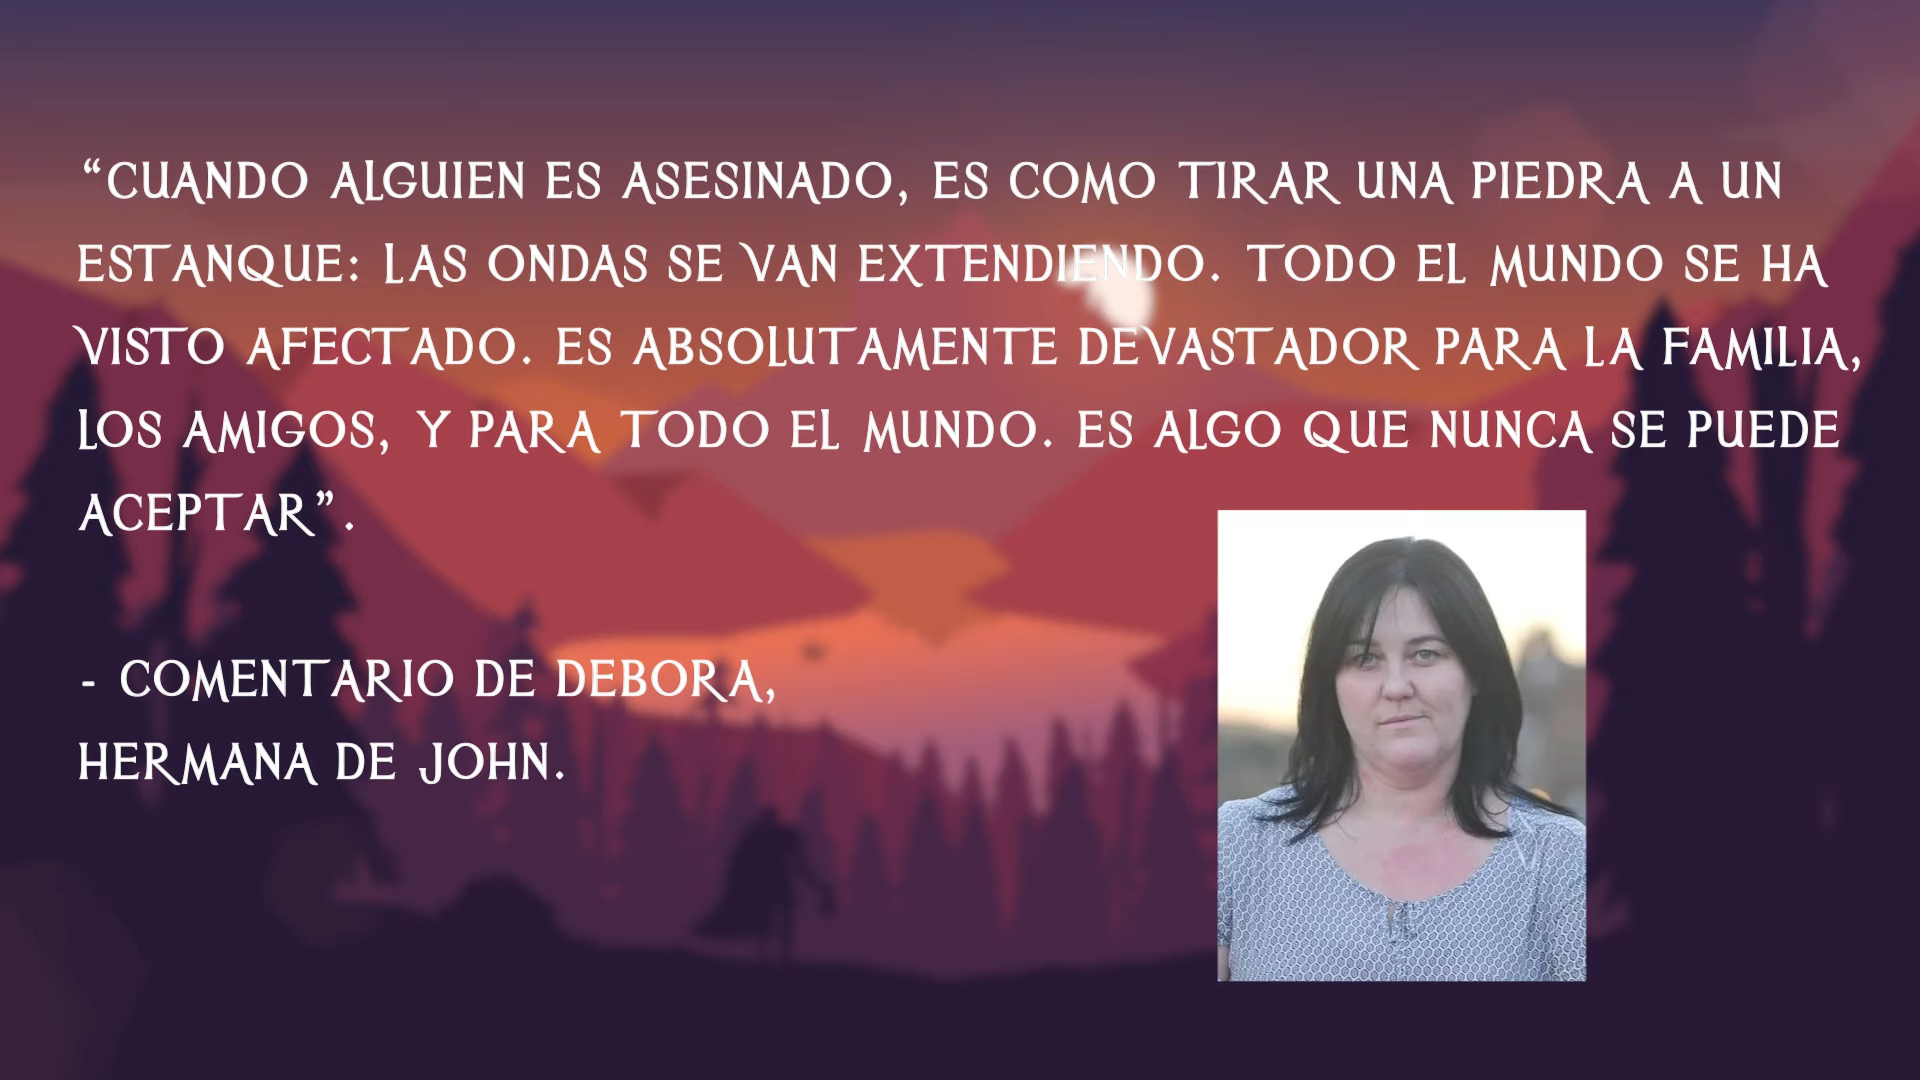 “CUANDO ALGUIEN ES ASESINADO, ES COMO TIRAR UNA PIEDRA A UN
ESTANQUE: LAS ONDAS SE VAN EXTENDIENDO. TODO EL MUNDO SE HA
VISTO AFECTADO. ES ABSOLUTAMENTE DEVASTADOR PARA LA FAMILIA,
LOS AMIGOS, Y PARA TODO EL MUNDO. ES ALGO QUE NUNCA SE PUEDE
ACEPTAR”.
- COMENTARIO DE DEBORA,
HERMANA DE JOHN.